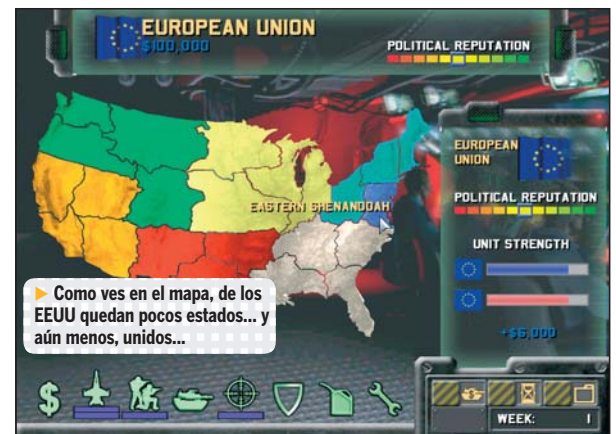 EUROPEAN UNION
$100,000
POLITICAL REPUTATION
EASTERN SHENANDOAH
EUROPEAN
UNION
POLITICAL REPUTATION
UNIT STRENGTH
+$6,000
Como ves en el mapa, de los
EEUU quedan pocos estados... y
aún menos, unidos...
$
WEEK: 1